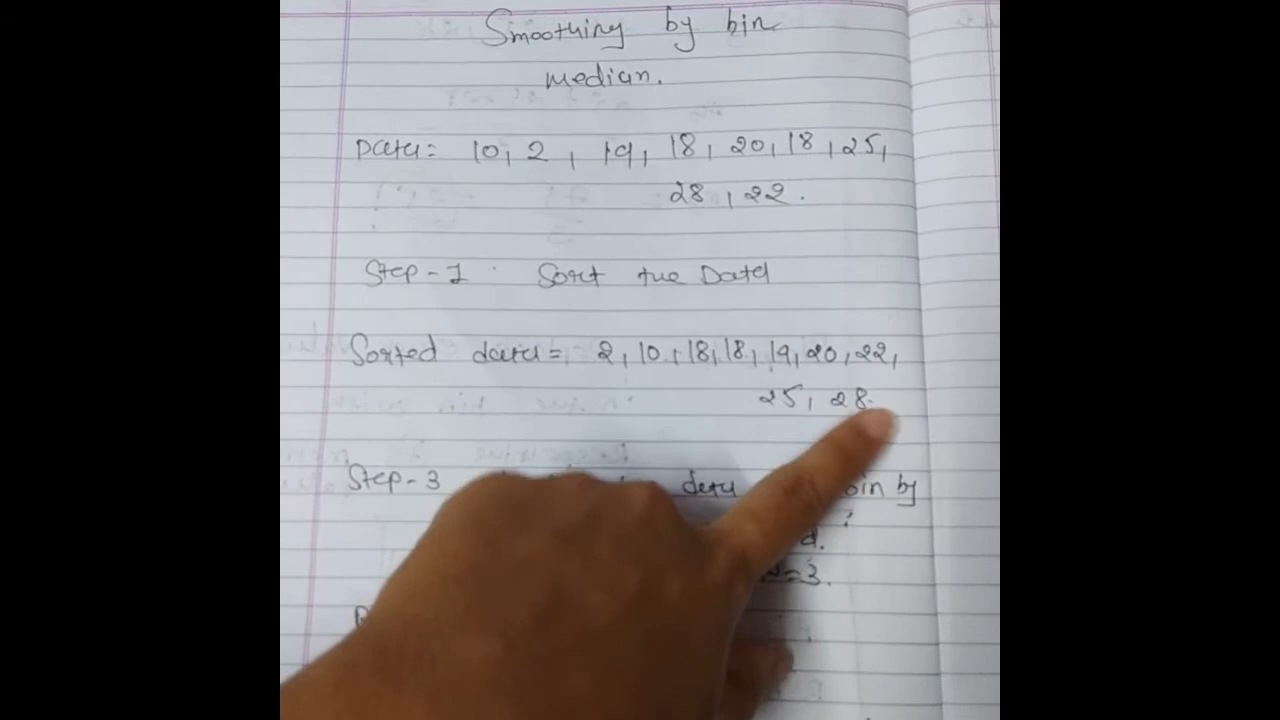 Smoothing by bin
median.
Data= 10, 2, 19, 18, 20, 18, 25,
28, 22.
Step-1. Sort the Data
Sorted data= 2, 10, 18, 18, 19, 20, 22,
25, 28.
Step-3 data bin by
=3.